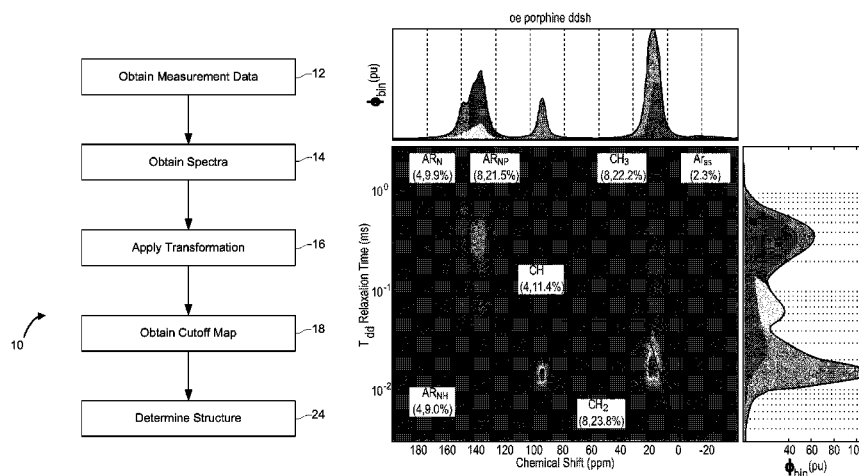 Obtain Measurement Data
12
Obtain Spectra
14
Apply Transformation
16
Obtain Cutoff Map
18
10
Determine Structure
24
oe porphine ddsh
ϕbin(pu)
ARN
(4,9.9%)
ARNP
(8,21.5%)
CH3
(8,22.2%)
Arss
(2.3%)
CH
(4,11.4%)
ARNH
(4,9.0%)
CH2
(8,23.8%)
Tdd Relaxation Time (ms)
10^0
10^-1
10^-2
180 160 140 120 100 80 60 40 20 0 -20
Chemical Shift (ppm)
40 60 80 100
ϕbin(pu)